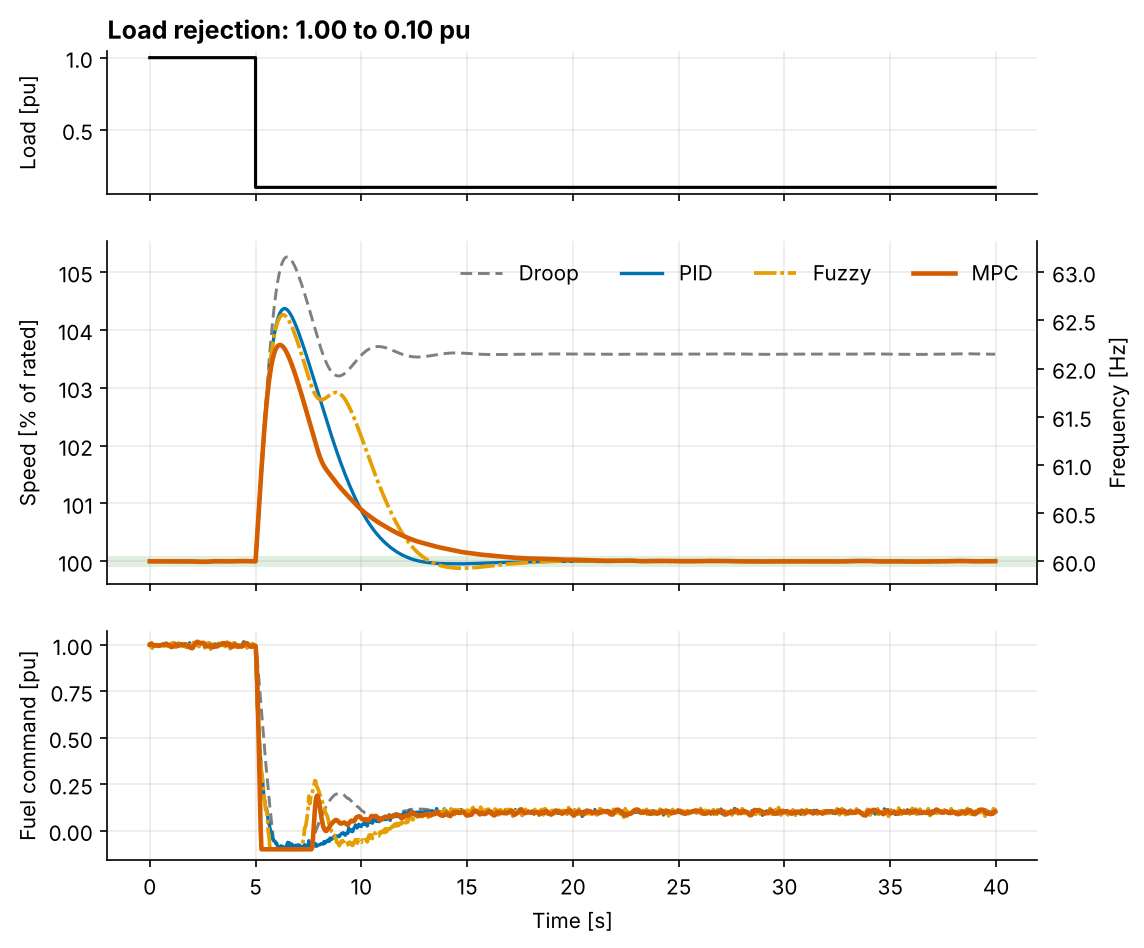 Load rejection: 1.00 to 0.10 pu
Load [pu]
1.0
0.5
Speed [% of rated]
105
104
103
102
101
100
Droop PID Fuzzy MPC
63.0
62.5
62.0
61.5
61.0
60.5
60.0
Frequency [Hz]
Fuel command [pu]
1.00
0.75
0.50
0.25
0.00
0 5 10 15 20 25 30 35 40
Time [s]